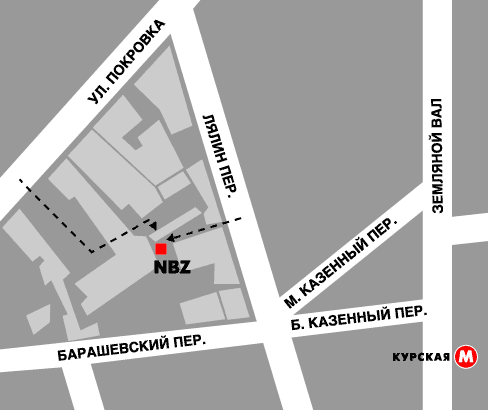 УЛ. ПОКРОВКА
ЛЯЛИН ПЕР.
ЗЕМЛЯНОЙ ВАЛ
М. КАЗЕННЫЙ ПЕР.
NBZ
Б. КАЗЕННЫЙ ПЕР.
БАРАШЕВСКИЙ ПЕР.
КУРСКАЯ М